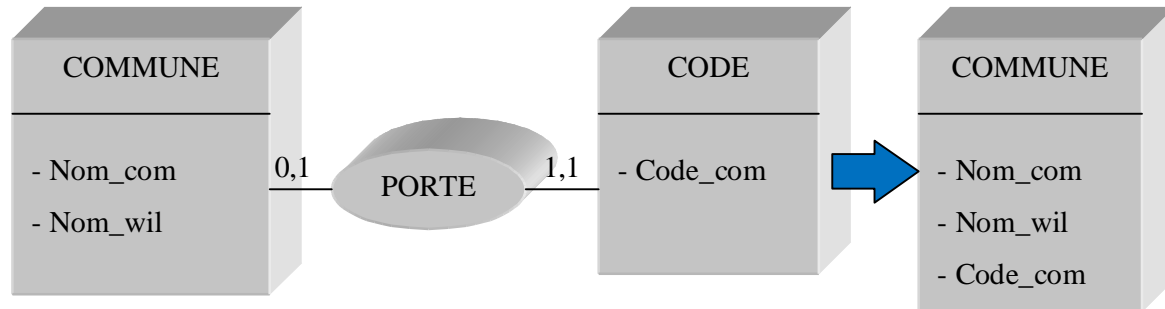 COMMUNE
- Nom_com
- Nom_wil
0,1
PORTE
1,1
CODE
- Code_com
COMMUNE
- Nom_com
- Nom_wil
- Code_com